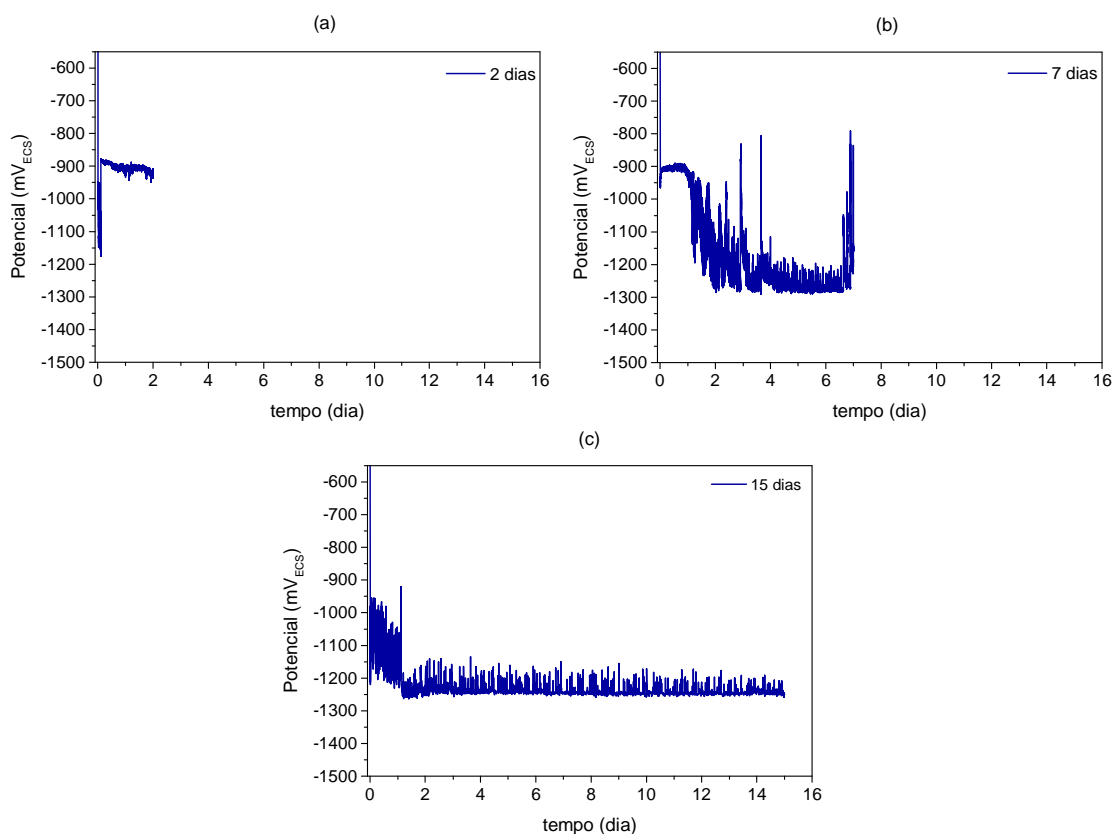 (a)
2 dias
-600
-700
-800
-900
-1000
-1100
-1200
-1300
-1400
-1500
Potencial (mV_ECS)
0 2 4 6 8 10 12 14 16
tempo (dia)
(b)
7 dias
-600
-700
-800
-900
-1000
-1100
-1200
-1300
-1400
-1500
Potencial (mV_ECS)
0 2 4 6 8 10 12 14 16
tempo (dia)
(c)
15 dias
-600
-700
-800
-900
-1000
-1100
-1200
-1300
-1400
-1500
Potencial (mV_ECS)
0 2 4 6 8 10 12 14 16
tempo (dia)